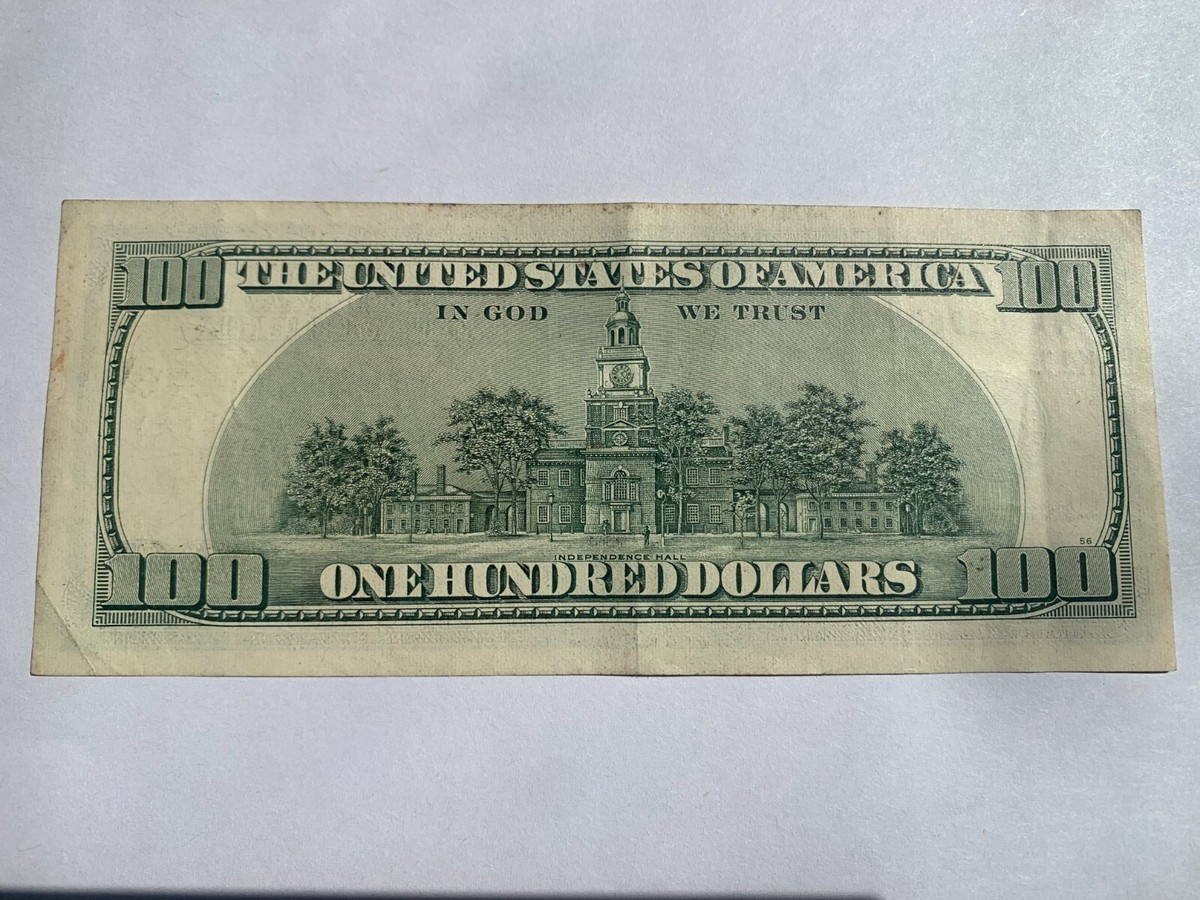 100 THE UNITED STATES OF AMERICA 100
IN GOD WE TRUST
INDEPENDENCE HALL
56
100 ONE HUNDRED DOLLARS 100